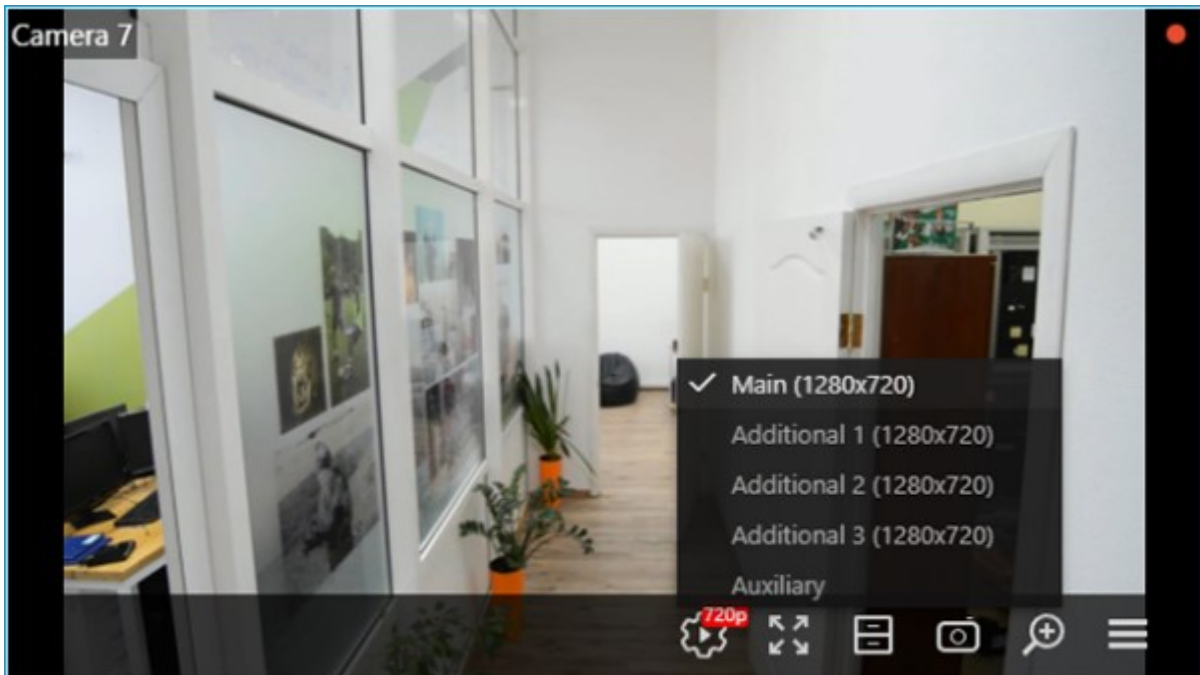 Camera 7
Main (1280x720)
Additional 1 (1280x720)
Additional 2 (1280x720)
Additional 3 (1280x720)
Auxiliary
720p